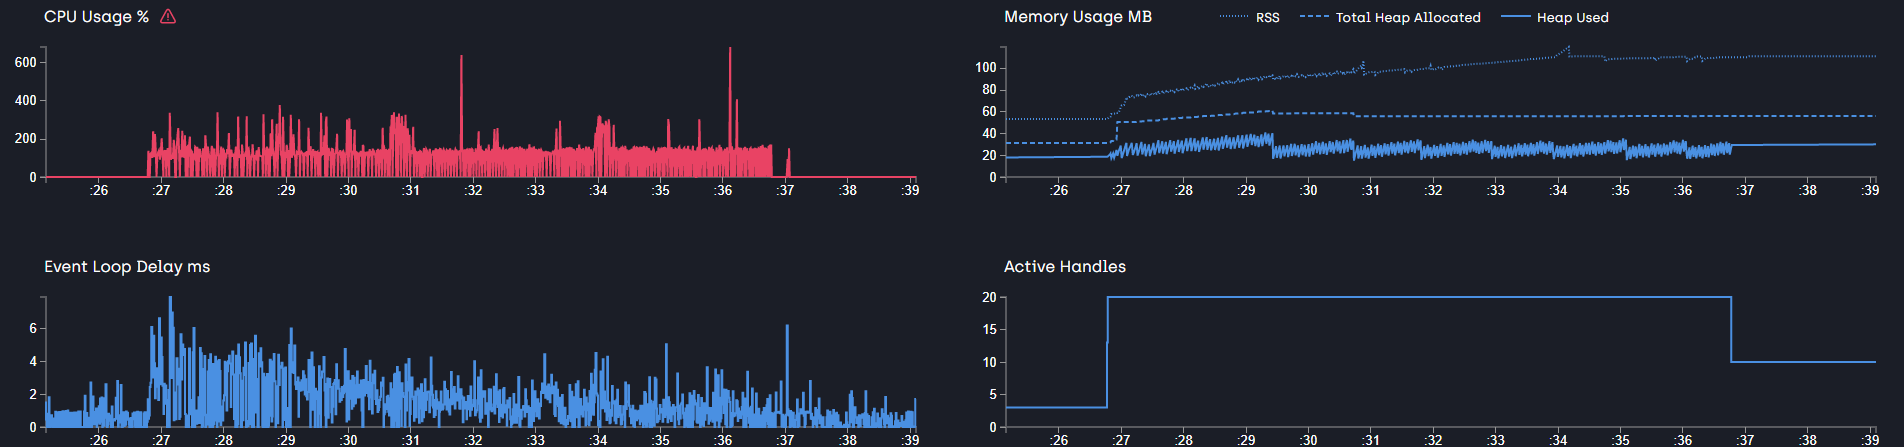 CPU Usage %
600
400
200
0
:26 :27 :28 :29 :30 :31 :32 :33 :34 :35 :36 :37 :38 :39
Memory Usage MB RSS Total Heap Allocated Heap Used
100
80
60
40
20
0
:26 :27 :28 :29 :30 :31 :32 :33 :34 :35 :36 :37 :38 :39
Event Loop Delay ms
6
4
2
0
:26 :27 :28 :29 :30 :31 :32 :33 :34 :35 :36 :37 :38 :39
Active Handles
20
15
10
5
0
:26 :27 :28 :29 :30 :31 :32 :33 :34 :35 :36 :37 :38 :39